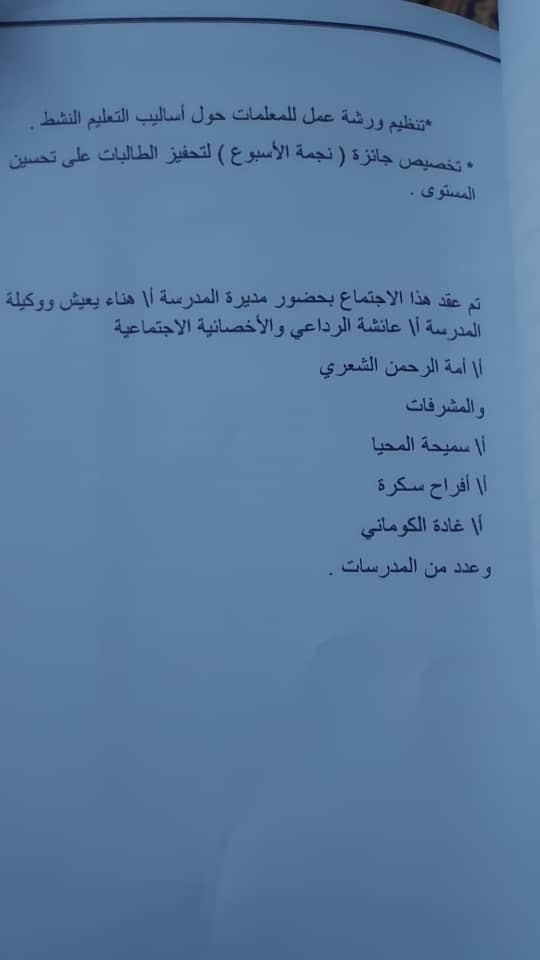 *تنظيم ورشة عمل للمعلمات حول أساليب التعليم النشط .
* تخصيص جائزة ( نجمة الأسبوع ) لتحفيز الطالبات على تحسين
المستوى .
تم عقد هذا الاجتماع بحضور مديرة المدرسة أ\ هناء يعيش ووكيلة
المدرسة أ\ عائشة الرداعي والأخصائية الاجتماعية
أ\ أمة الرحمن الشعري
والمشرفات
أ\ سميحة المحيا
أ\ أفراح سكرة
أ\ غادة الكوماني
وعدد من المدرسات .